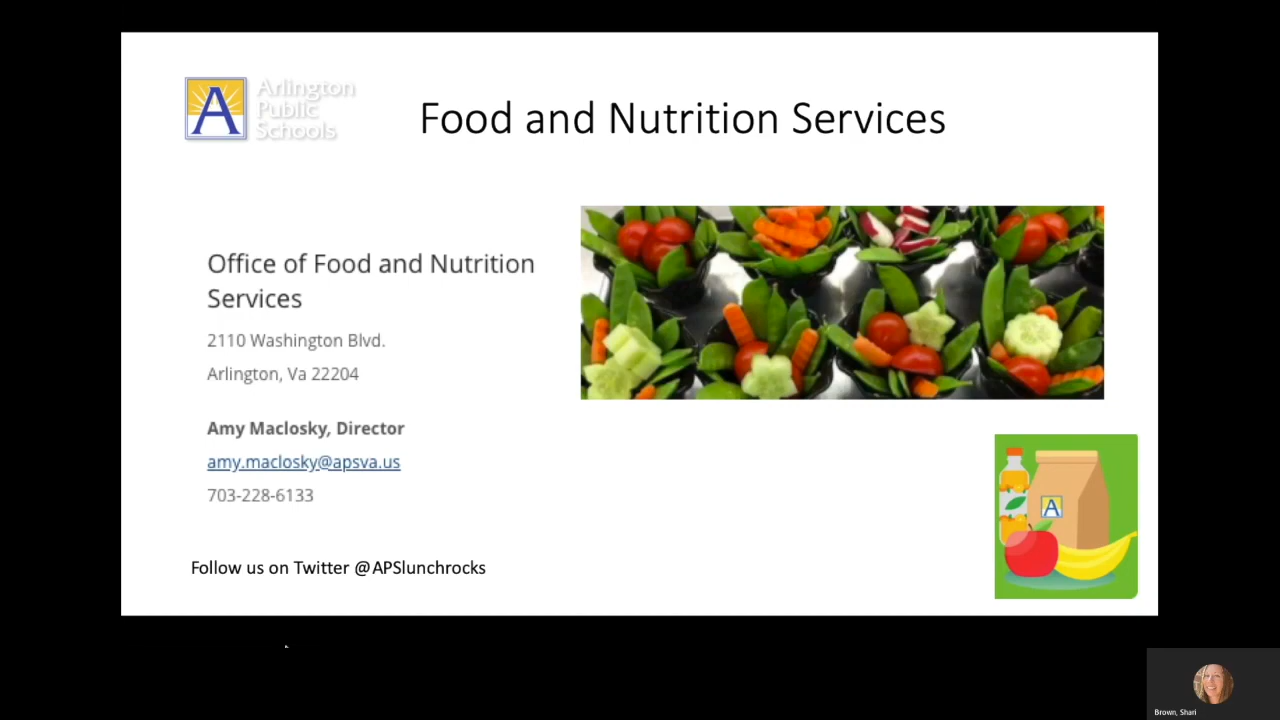 Arlington
Public
Schools
A
Food and Nutrition Services
Office of Food and Nutrition
Services
2110 Washington Blvd.
Arlington, Va 22204
Amy Maclosky, Director
amy.maclosky@apsva.us
703-228-6133
Follow us on Twitter @APSlunchrocks
A
Brown, Shari